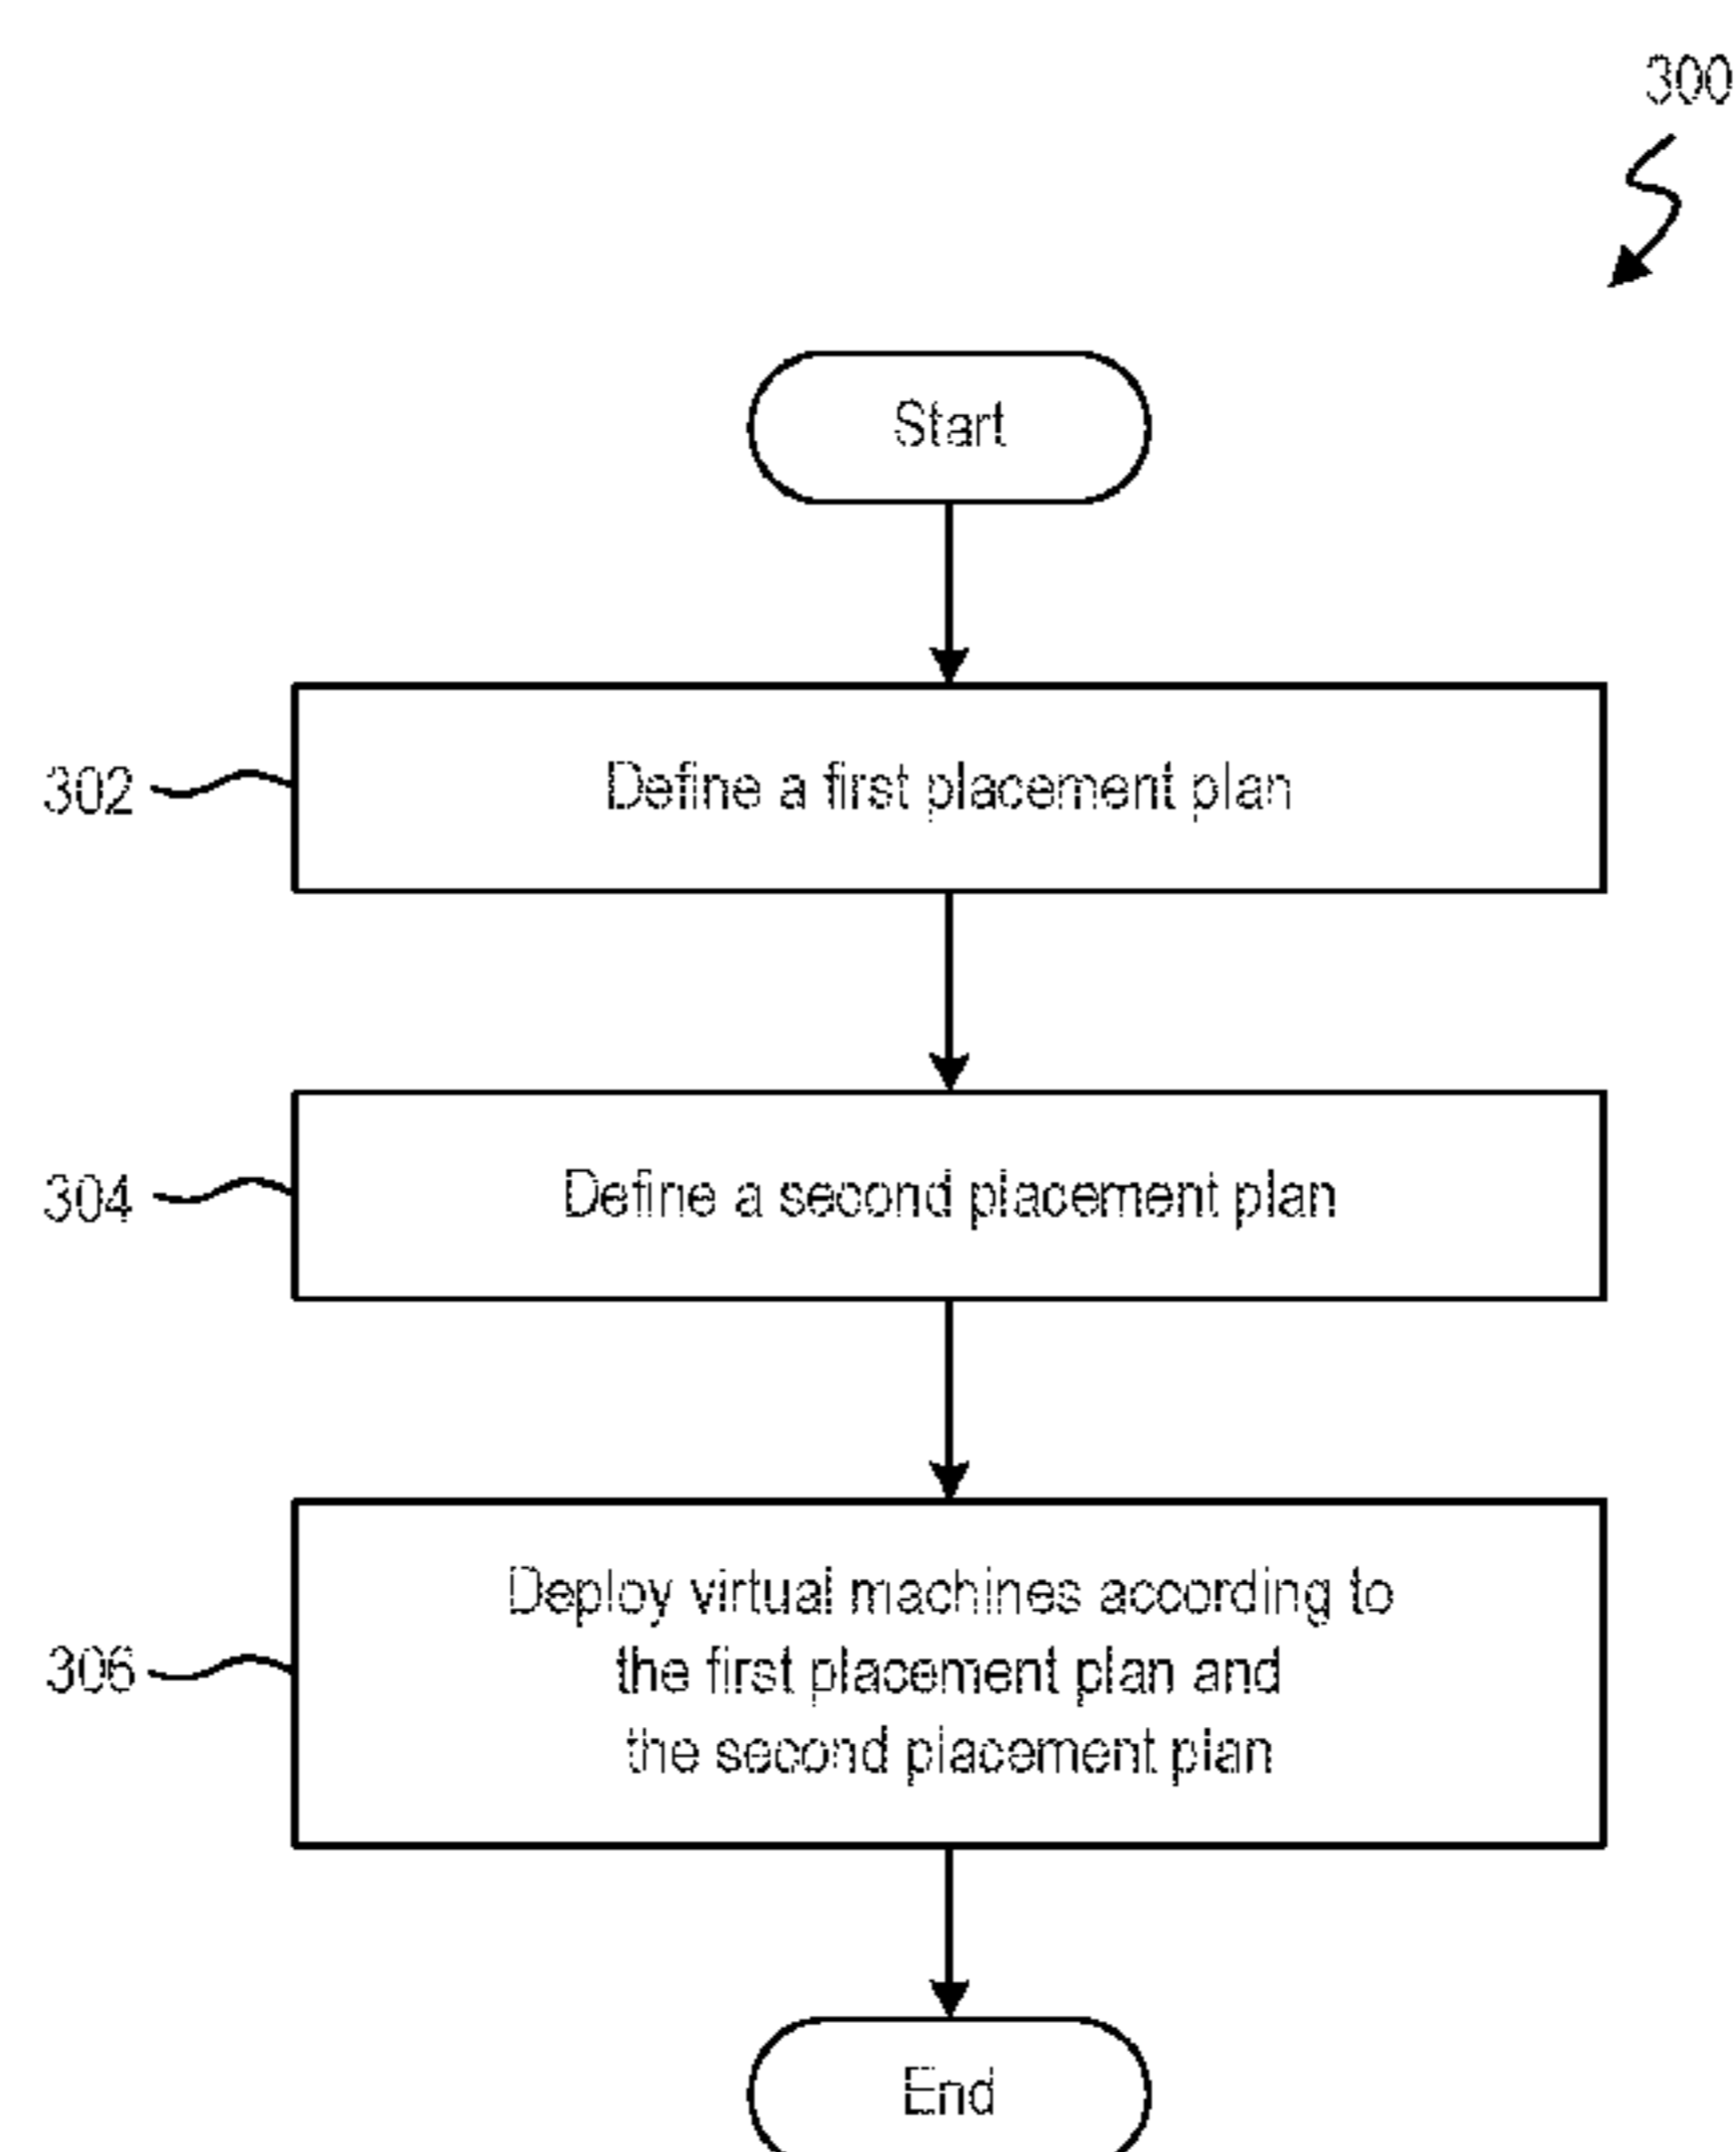 300
Start
302
Define a first placement plan
304
Define a second placement plan
306
Deploy virtual machines according to
the first placement plan and
the second placement plan
End